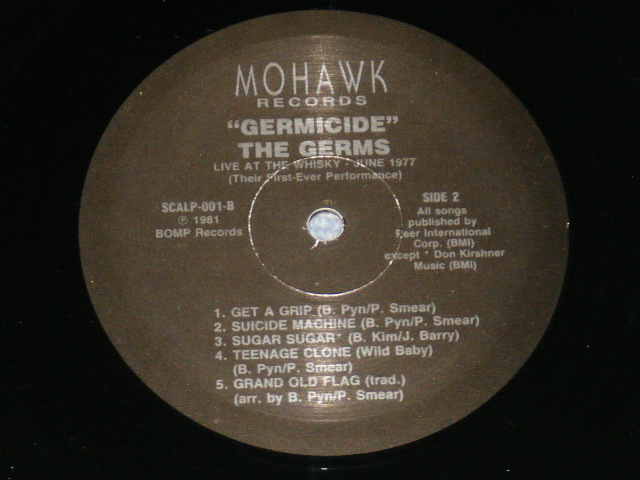 MOHAWK
RECORDS
"GERMICIDE"
THE GERMS
LIVE AT THE WHISKY - JUNE 1977
(Their First-Ever Performance)
SCALP-001-B
℗ 1981
BOMP Records
SIDE 2
All songs
published by
Peer International
Corp. (BMI)
except * Don Kirshner
Music (BMI)
1. GET A GRIP (B. Pyn/P. Smear)
2. SUICIDE MACHINE (B. Pyn/P. Smear)
3. SUGAR SUGAR* (B. Kim/J. Barry)
4. TEENAGE CLONE (Wild Baby)
(B. Pyn/P. Smear)
5. GRAND OLD FLAG (trad.)
(arr. by B. Pyn/P. Smear)